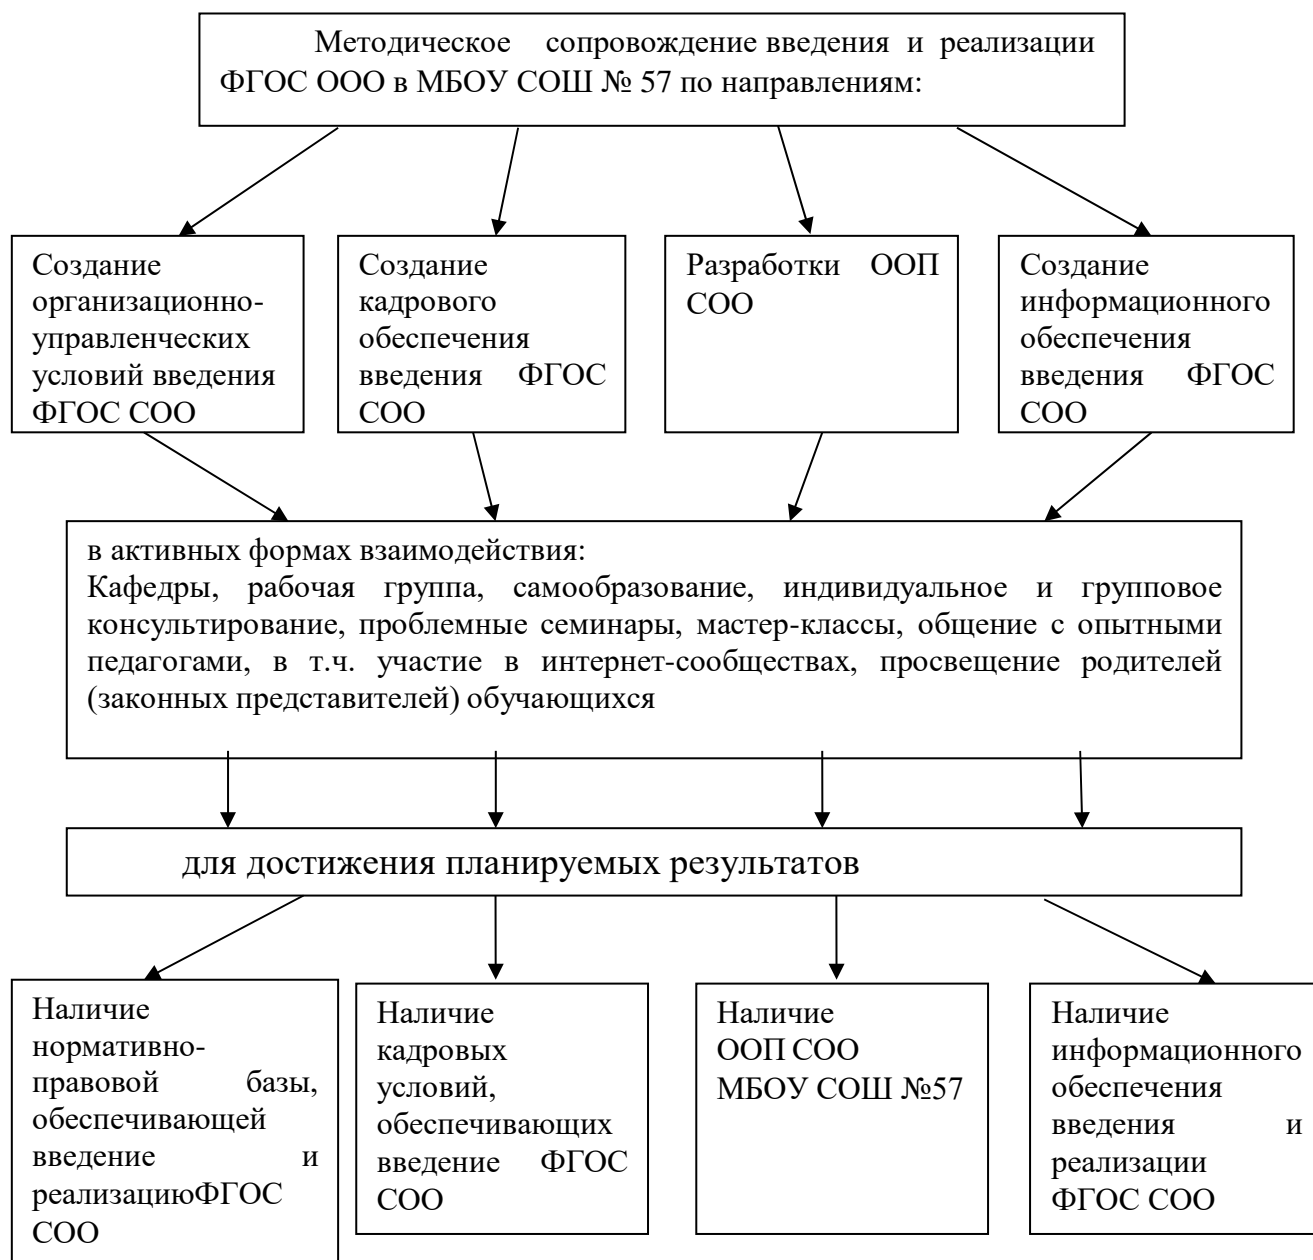 Методическое сопровождение введения и реализации
ФГОС ООО в МБОУ СОШ № 57 по направлениям:
Создание
организационно-
управленческих
условий введения
ФГОС СОО
Создание
кадрового
обеспечения
введения ФГОС
СОО
Разработки ООП
СОО
Создание
информационного
обеспечения
введения ФГОС
СОО
в активных формах взаимодействия:
Кафедры, рабочая группа, самообразование, индивидуальное и групповое
консультирование, проблемные семинары, мастер-классы, общение с опытными
педагогами, в т.ч. участие в интернет-сообществах, просвещение родителей
(законных представителей) обучающихся
для достижения планируемых результатов
Наличие
нормативно-
правовой базы,
обеспечивающей
введение и
реализациюФГОС
СОО
Наличие
кадровых
условий,
обеспечивающих
введение ФГОС
СОО
Наличие
ООП СОО
МБОУ СОШ №57
Наличие
информационного
обеспечения
введения и
реализации
ФГОС СОО